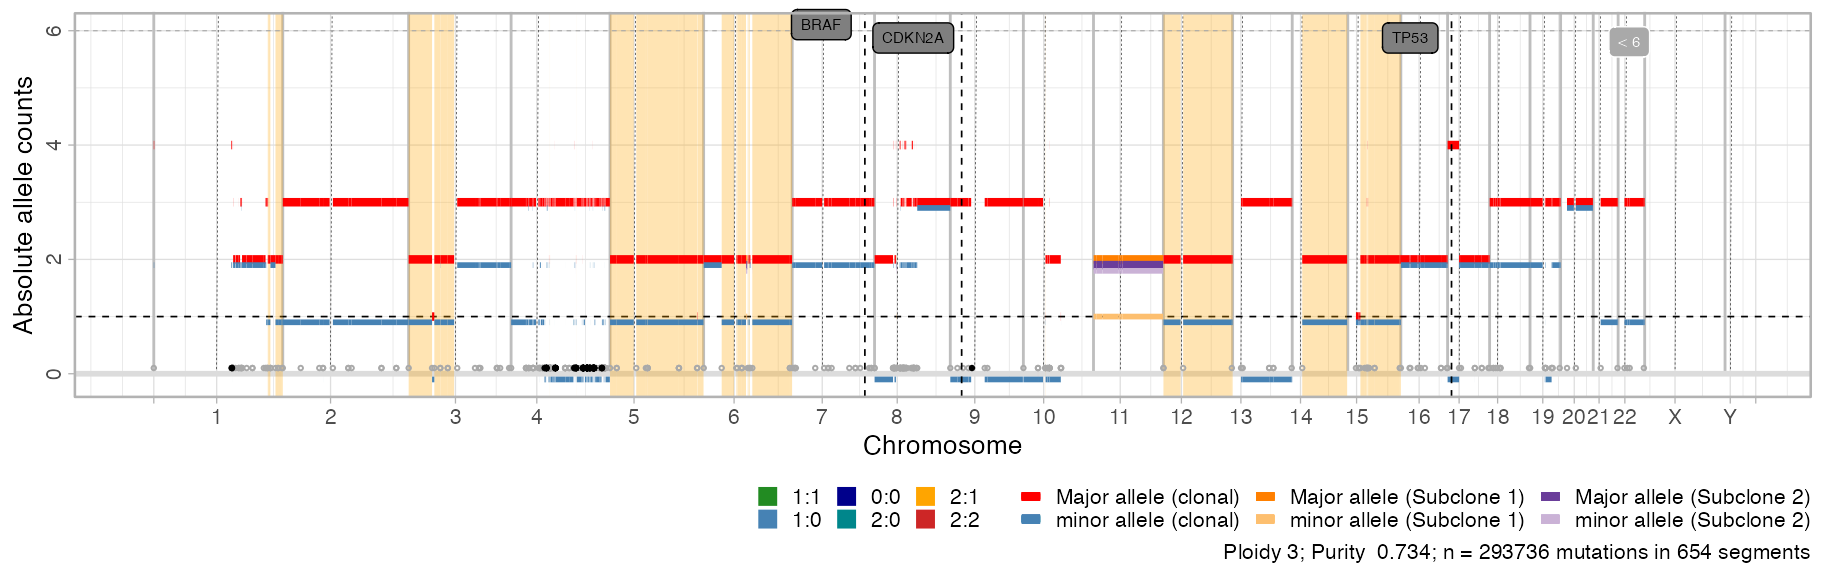 BRAF
CDKN2A
TP53
< 6
Absolute allele counts
6
4
2
0
1 2 3 4 5 6 7 8 9 10 11 12 13 14 15 16 17 18 19 20 21 22 X Y
Chromosome
1:1 0:0 2:1 Major allele (clonal) Major allele (Subclone 1) Major allele (Subclone 2)
1:0 2:0 2:2 minor allele (clonal) minor allele (Subclone 1) minor allele (Subclone 2)
Ploidy 3; Purity 0.734; n = 293736 mutations in 654 segments